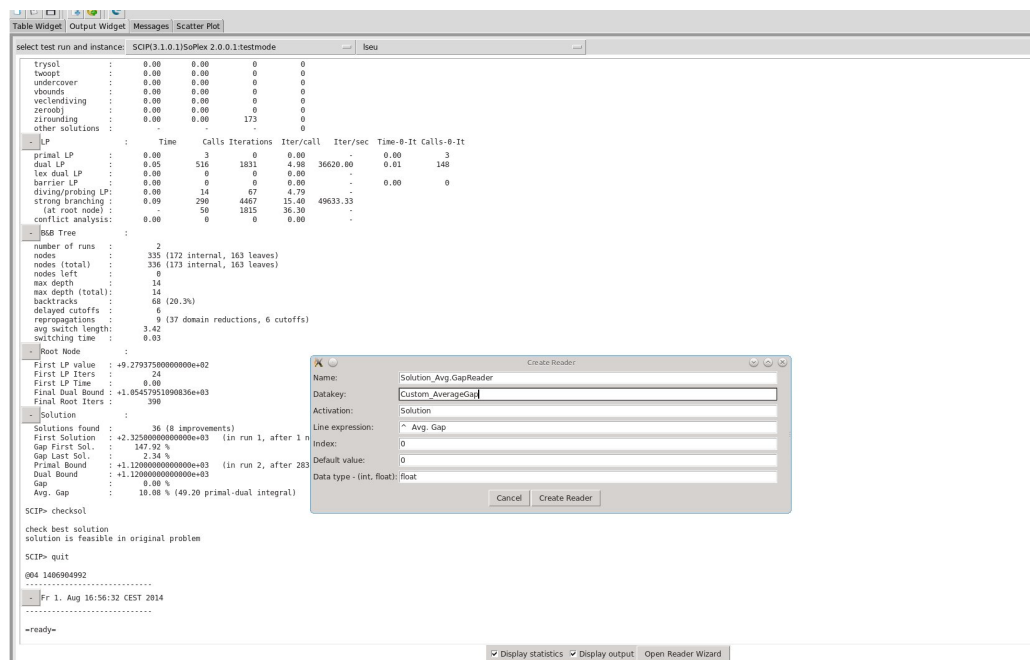 Table Widget Output Widget Messages Scatter Plot
select test run and instance: SCIP(3.1.0.1)SoPlex 2.0.0.1:testmode lseu
trysol : 0.00 0.00 0 0
twoopt : 0.00 0.00 0 0
undercover : 0.00 0.00 0 0
vbounds : 0.00 0.00 0 0
veclendiving : 0.00 0.00 0 0
zeroobj : 0.00 0.00 0 0
zirounding : 0.00 0.00 173 0
other solutions : - - - 0
- LP : Time Calls Iterations Iter/call Iter/sec Time-0-It Calls-0-It
primal LP : 0.00 3 0 0.00 - 0.00 3
dual LP : 0.05 516 1831 4.98 36620.00 0.01 148
lex dual LP : 0.00 0 0 0.00 -
barrier LP : 0.00 0 0 0.00 - 0.00 0
diving/probing LP: 0.00 14 67 4.79 -
strong branching : 0.09 290 4467 15.40 49633.33
(at root node) : - 50 1815 36.30 -
conflict analysis: 0.00 0 0 0.00 -
- B&B Tree :
number of runs : 2
nodes : 335 (172 internal, 163 leaves)
nodes (total) : 336 (173 internal, 163 leaves)
nodes left : 0
max depth : 14
max depth (total): 14
backtracks : 68 (20.3%)
delayed cutoffs : 6
repropagations : 9 (37 domain reductions, 6 cutoffs)
avg switch length: 3.42
switching time : 0.03
- Root Node :
First LP value : +9.27937500000000e+02
First LP Iters : 24
First LP Time : 0.00
Final Dual Bound : +1.05457951090836e+03
Final Root Iters : 390
- Solution :
Solutions found : 36 (8 improvements)
First Solution : +2.32500000000000e+03 (in run 1, after 1 n
Gap First Sol. : 147.92 %
Gap Last Sol. : 2.34 %
Primal Bound : +1.12000000000000e+03 (in run 2, after 283
Dual Bound : +1.12000000000000e+03
Gap : 0.00 %
Avg. Gap : 10.08 % (49.20 primal-dual integral)
SCIP> checksol
check best solution
solution is feasible in original problem
SCIP> quit
@04 1406904992
-----------------------------
- Fr 1. Aug 16:56:32 CEST 2014
-----------------------------
=ready=
Create Reader
Name: Solution_Avg.GapReader
Datakey: Custom_AverageGap
Activation: Solution
Line expression: ^ Avg. Gap
Index: 0
Default value: 0
Data type - (int, float): float
Cancel Create Reader
Display statistics Display output Open Reader Wizard